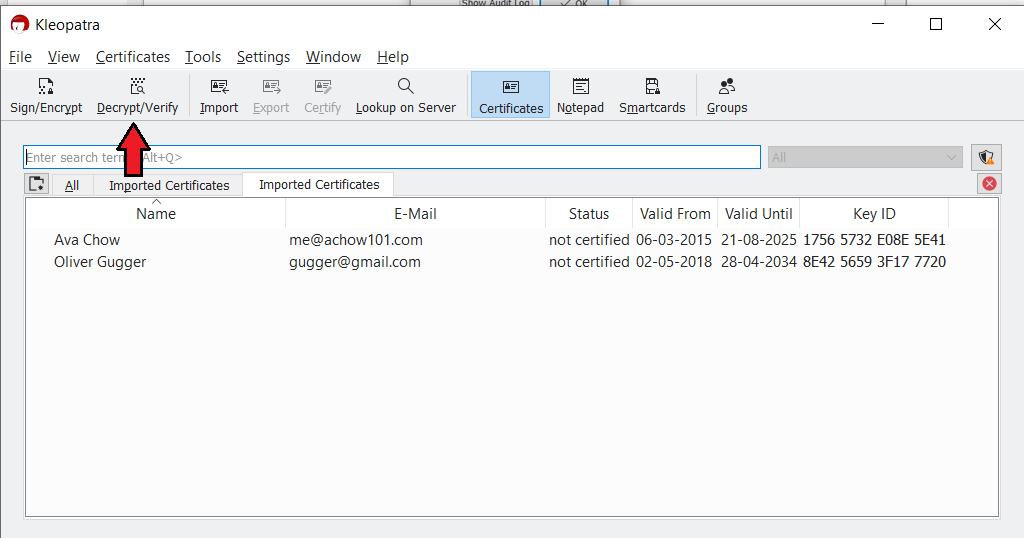 Show Audit Log OK
Kleopatra
File View Certificates Tools Settings Window Help
Sign/Encrypt Decrypt/Verify Import Export Certify Lookup on Server Certificates Notepad Smartcards Groups
Enter search term Alt+Q> All
All Imported Certificates Imported Certificates
Name E-Mail Status Valid From Valid Until Key ID
Ava Chow me@achow101.com not certified 06-03-2015 21-08-2025 1756 5732 E08E 5E41
Oliver Gugger gugger@gmail.com not certified 02-05-2018 28-04-2034 8E42 5659 3F17 7720